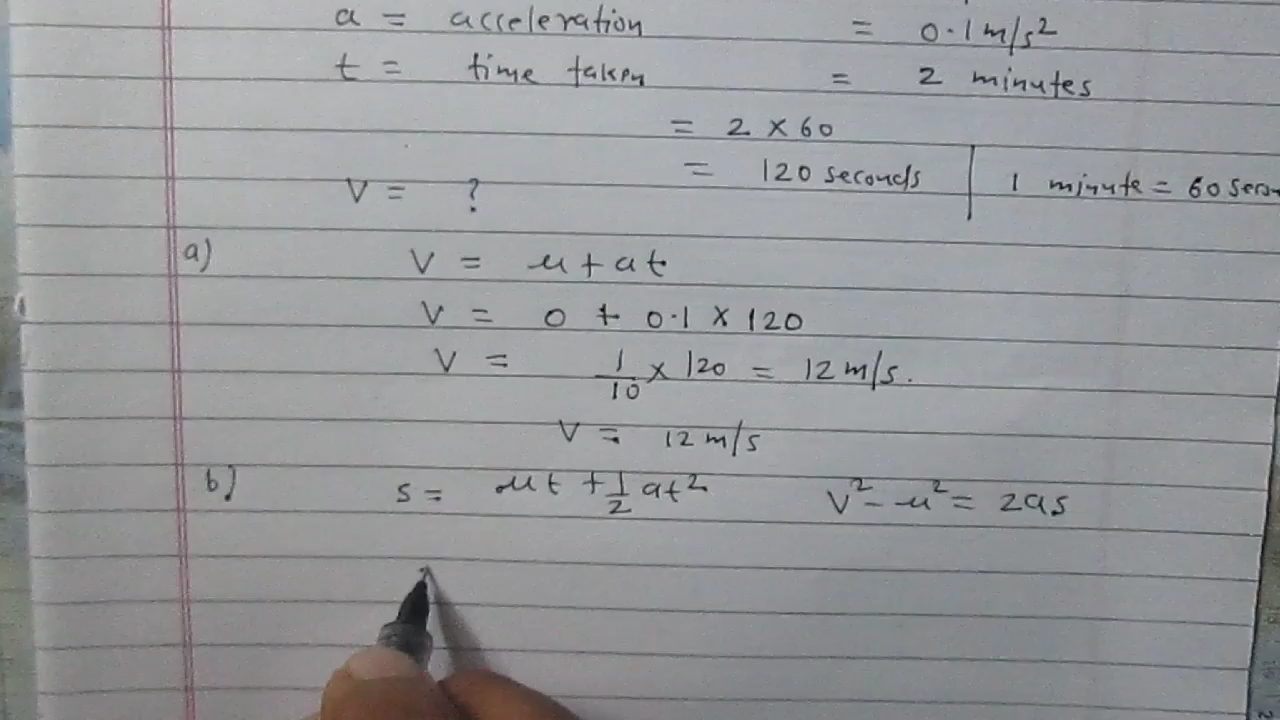 a = acceleration = 0.1 m/s²
t = time taken = 2 minutes
= 2 × 60
= 120 seconds | 1 minute = 60 secon
V = ?
a) V = u + at
V = 0 + 0.1 × 120
V = 1/10 × 120 = 12 m/s.
V = 12 m/s
b) s = ut + 1/2 at² V² - u² = 2as